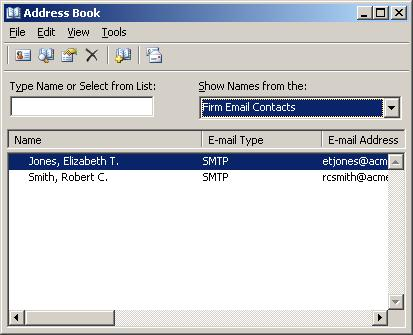 Address Book
File Edit View Tools
Type Name or Select from List: Show Names from the:
Firm Email Contacts
Name E-mail Type E-mail Address
Jones, Elizabeth T. SMTP etjones@acm
Smith, Robert C. SMTP rcsmith@acme